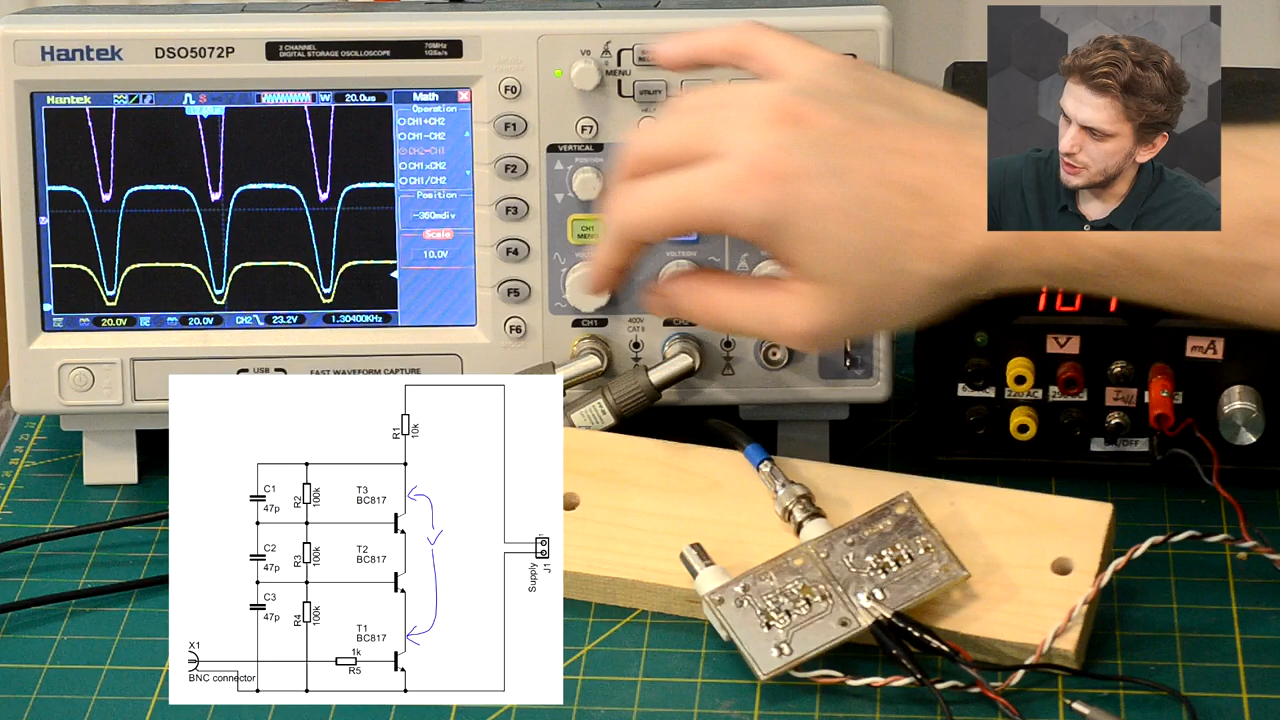 Hantek DSO5072P 2 CHANNEL DIGITAL STORAGE OSCILLOSCOPE 70MHz 1GSa/s
Hantek W 20.0us Math
Operation
CH1+CH2
CH1-CH2
CH2-CH1
CH1xCH2
CH1/CH2
Position
-360mdiv
Scale
10.0V
20.0V 20.0V CH2 23.2V 1.30400KHz
F0
F1
F2
F3
F4
F5
F6
V0
MENU
UTILITY
F7
VERTICAL
POSITION
CH1
MENU
CH1
400V
CAT II
CH2
USB FAST WAVEFORM CAPTURE
V
mA
220 AC
ON/OFF
R1
10k
C1
47p
R2
100k
T3
BC817
C2
47p
R3
100k
T2
BC817
C3
47p
R4
100k
T1
BC817
X1
BNC connector
1k
R5
Supply
J1